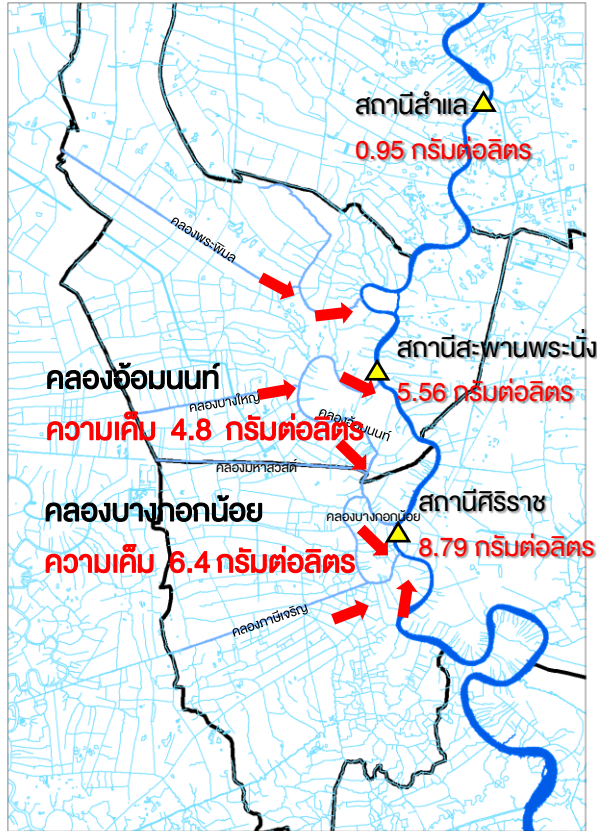 สถานีสำแล
0.95 กรัมต่อลิตร
คลองพระพิมล
สถานีสะพานพระนั่ง
5.56 กรัมต่อลิตร
คลองอ้อมนนท์
คลองบางใหญ่
ความเค็ม 4.8 กรัมต่อลิตร
คลองอ้อมนนท์
คลองมหาสวัสดิ์
คลองบางกอกน้อย
ความเค็ม 6.4 กรัมต่อลิตร
คลองบางกอกน้อย
สถานีศิริราช
8.79 กรัมต่อลิตร
คลองภาษีเจริญ